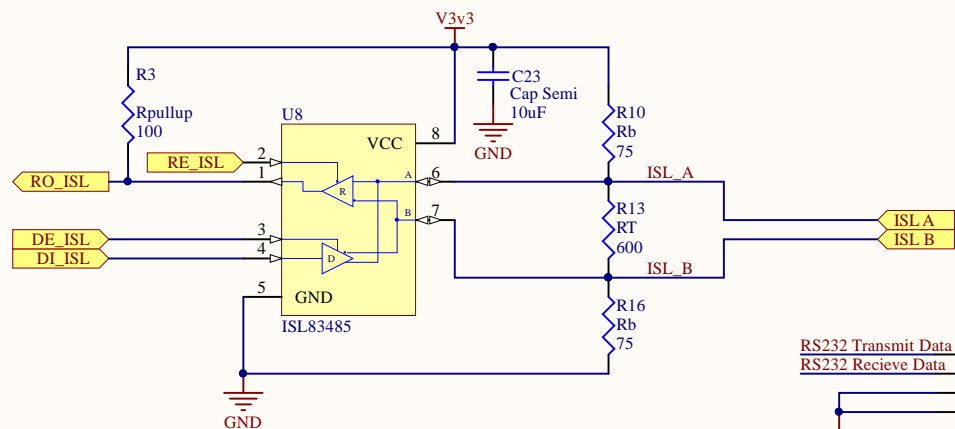 V3v3
R3
Rpullup
100
C23
Cap Semi
10uF
GND
R10
Rb
75
U8
VCC
8
RE_ISL
2
RO_ISL
1
R
A
6
ISL_A
B
7
R13
RT
600
ISL A
ISL B
DE_ISL
3
DI_ISL
4
D
ISL_B
5
GND
ISL83485
R16
Rb
75
GND
RS232 Transmit Data
RS232 Recieve Data